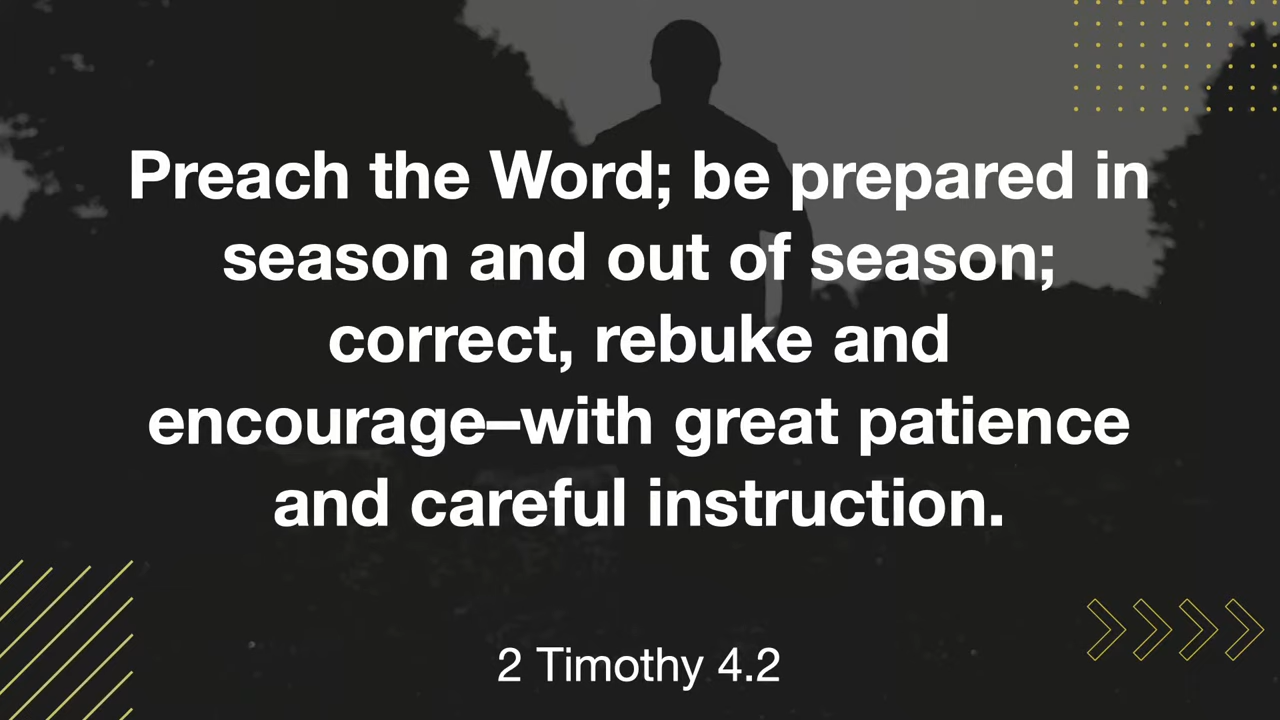 Preach the Word; be prepared in
season and out of season;
correct, rebuke and
encourage–with great patience
and careful instruction.
2 Timothy 4.2